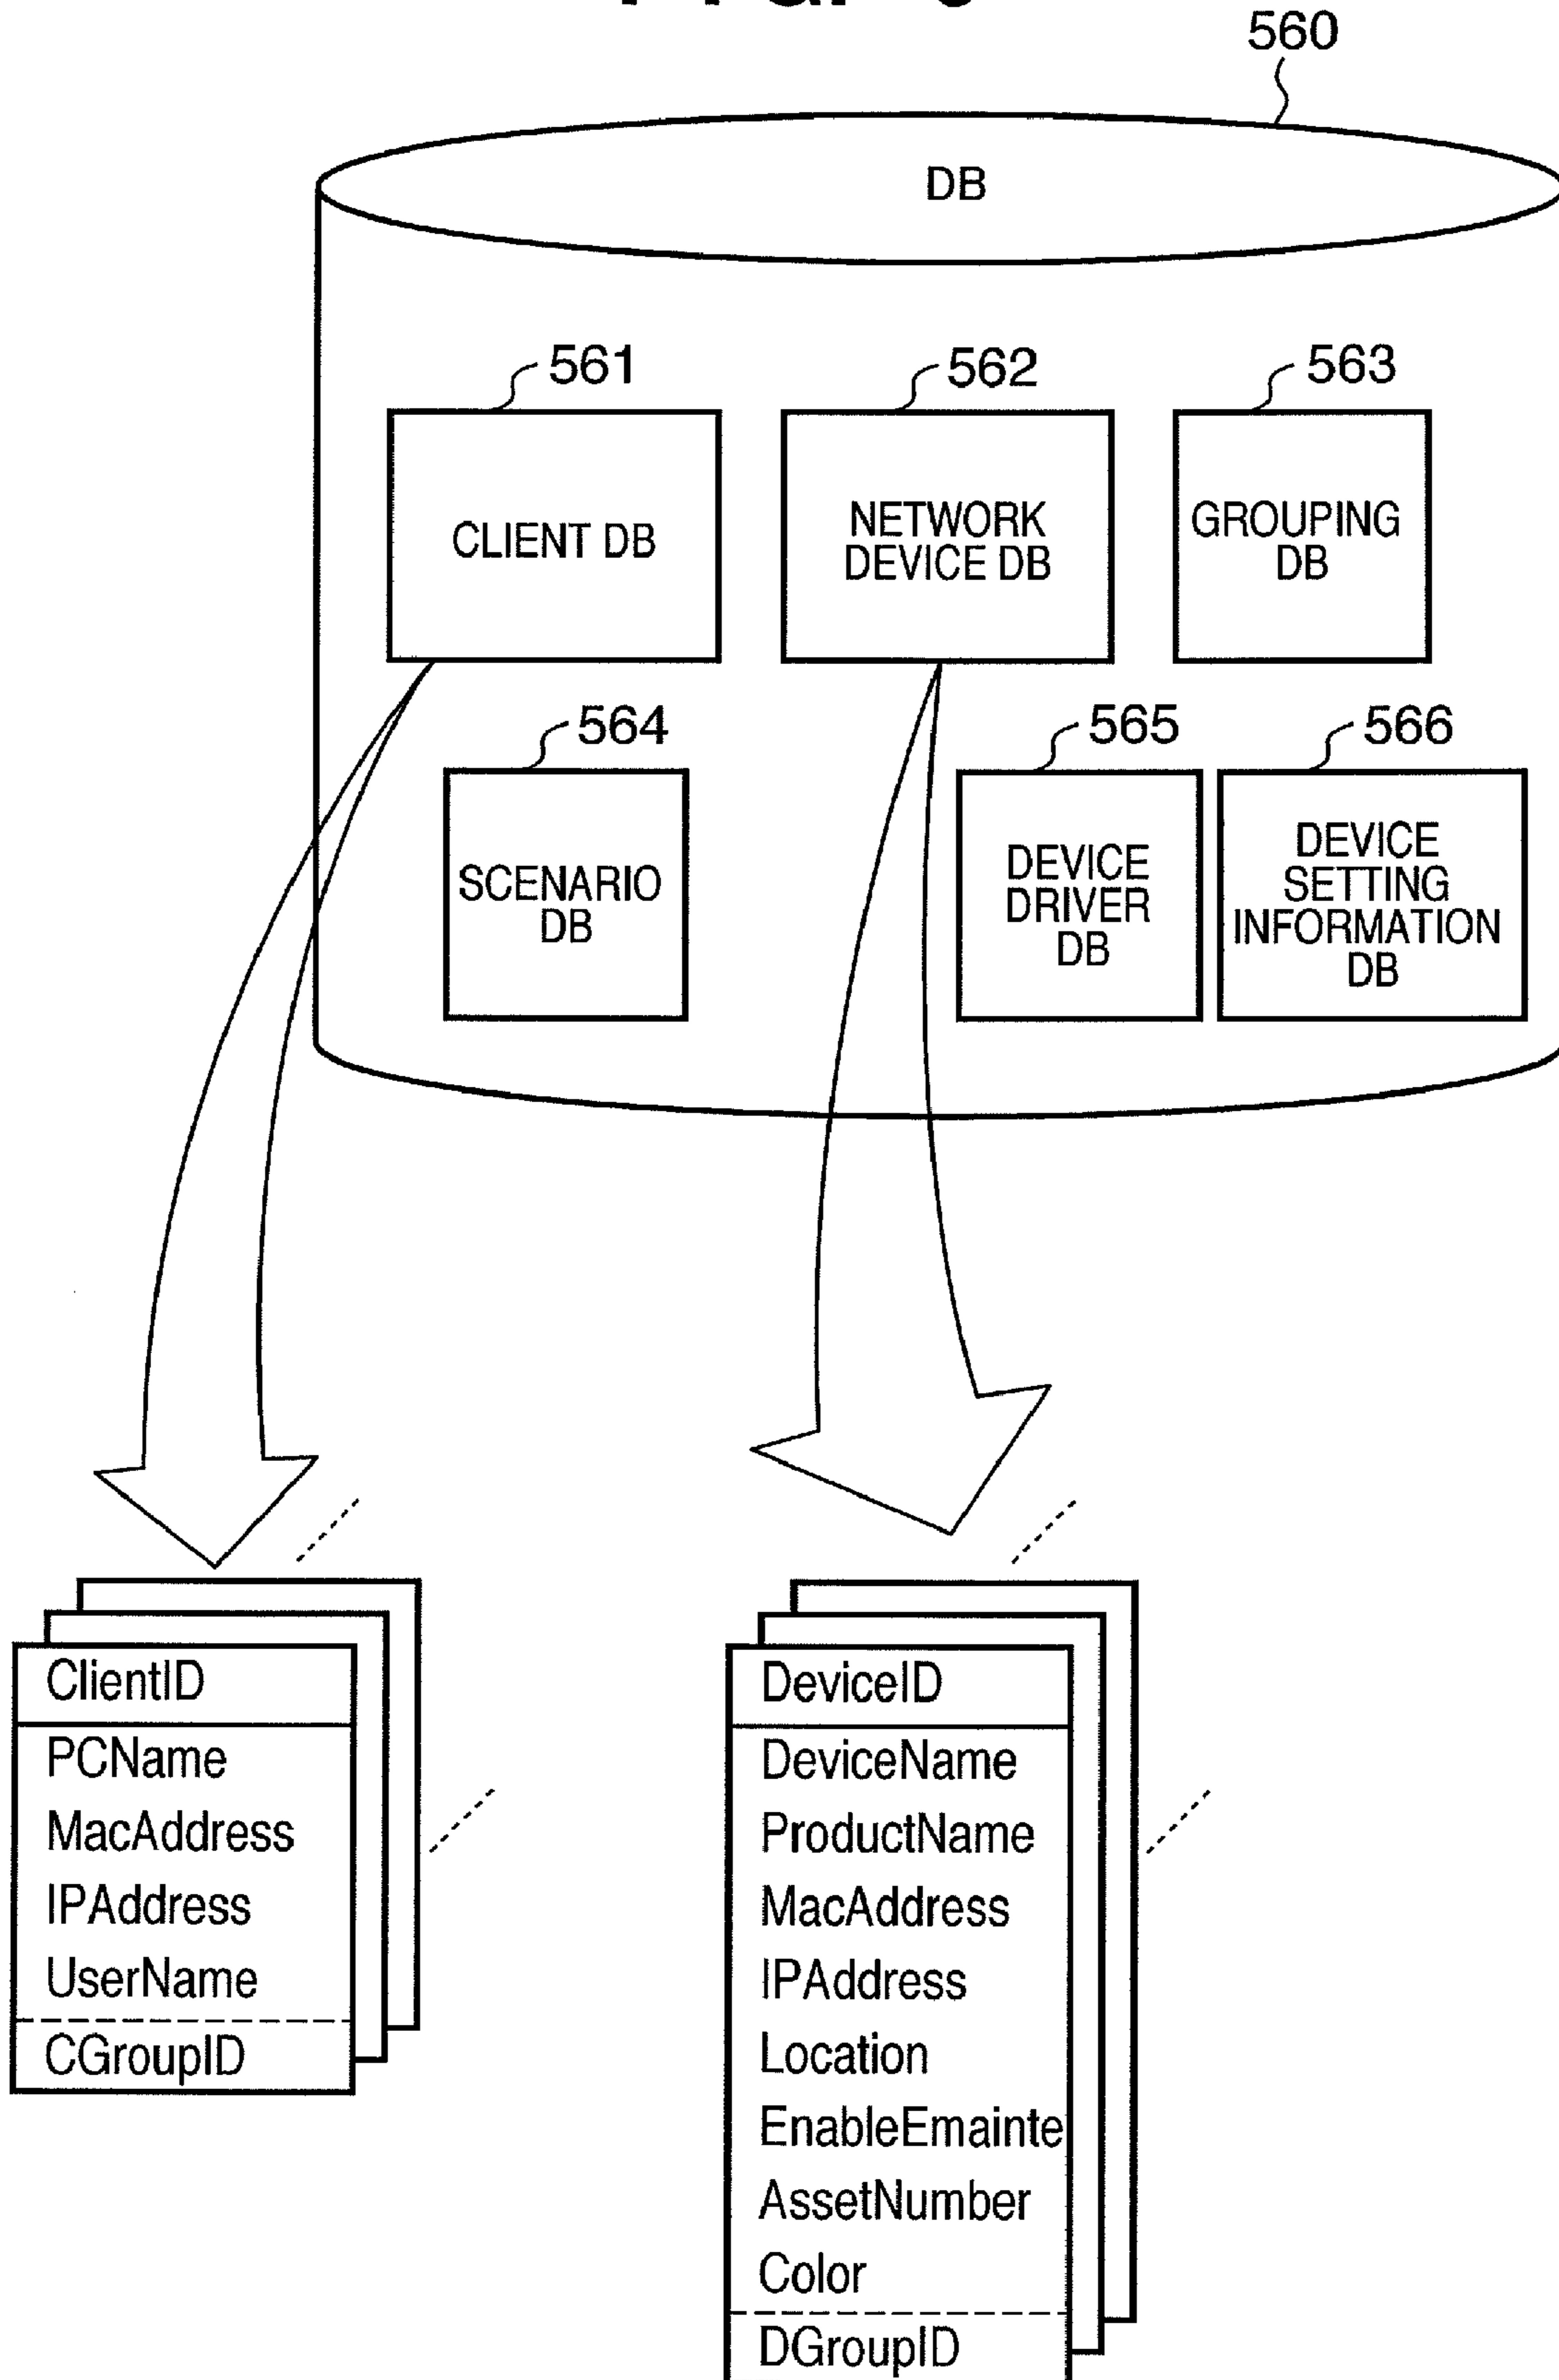 560
DB
561
562
563
CLIENT DB
NETWORK
DEVICE DB
GROUPING
DB
564
565
566
SCENARIO
DB
DEVICE
DRIVER
DB
DEVICE
SETTING
INFORMATION
DB
ClientID
PCName
MacAddress
IPAddress
UserName
CGroupID
DeviceID
DeviceName
ProductName
MacAddress
IPAddress
Location
EnableEmainte
AssetNumber
Color
DGroupID